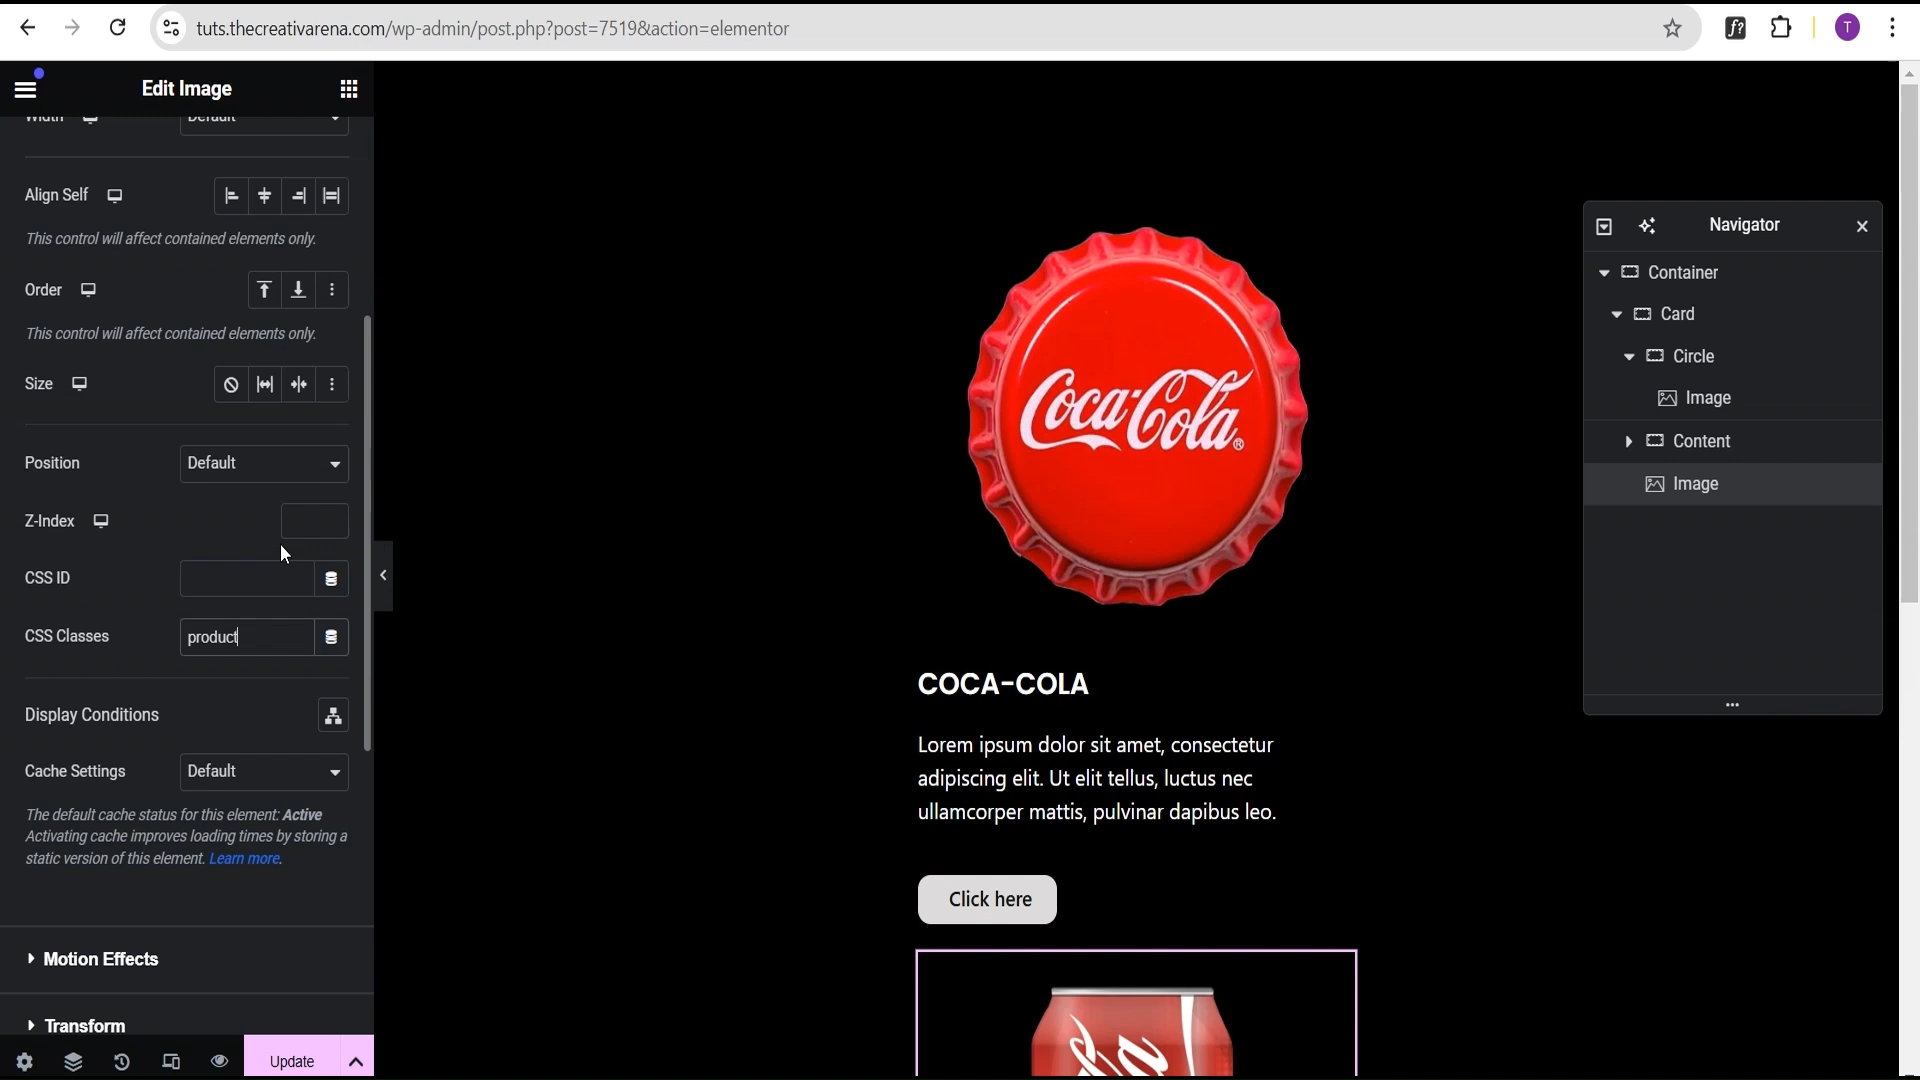 tuts.thecreativarena.com/wp-admin/post.php?post=7519&action=elementor
f?
T
Edit Image
Width
Default
Align Self
This control will affect contained elements only.
Order
This control will affect contained elements only.
Size
Position
Default
Z-Index
CSS ID
CSS Classes
product
Display Conditions
Cache Settings
Default
The default cache status for this element: Active
Activating cache improves loading times by storing a
static version of this element. Learn more.
Motion Effects
Transform
Update
Coca-Cola®
COCA-COLA
Lorem ipsum dolor sit amet, consectetur
adipiscing elit. Ut elit tellus, luctus nec
ullamcorper mattis, pulvinar dapibus leo.
Click here
Navigator
Container
Card
Circle
Image
Content
Image